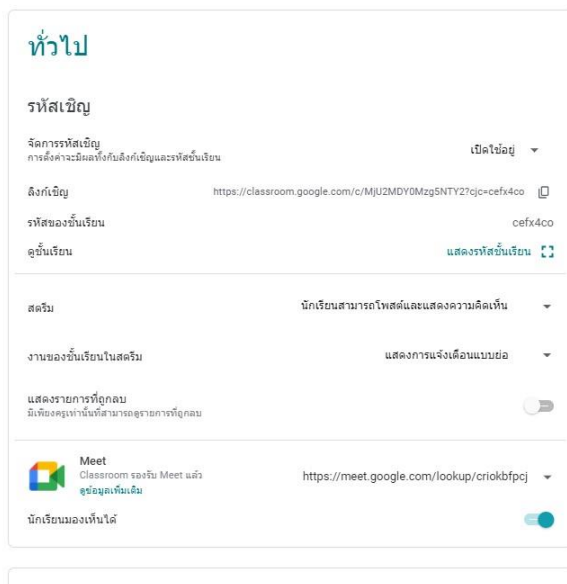 ทั่วไป
รหัสเชิญ
จัดการรหัสเชิญ
การตั้งค่าจะมีผลทั้งกับลิงก์เชิญและรหัสชั้นเรียน
เปิดใช้อยู่
ลิงก์เชิญ
https://classroom.google.com/c/MjU2MDY0Mzg5NTY2?cjc=cefx4co
รหัสของชั้นเรียน
cefx4co
ดูชั้นเรียน
แสดงรหัสชั้นเรียน
สตรีม
นักเรียนสามารถโพสต์และแสดงความคิดเห็น
งานของชั้นเรียนในสตรีม
แสดงการแจ้งเตือนแบบย่อ
แสดงรายการที่ถูกลบ
มีเพียงครูเท่านั้นที่สามารถดูรายการที่ถูกลบ
Meet
Classroom รองรับ Meet แล้ว
ดูข้อมูลเพิ่มเติม
https://meet.google.com/lookup/criokbfpcj
นักเรียนมองเห็นได้